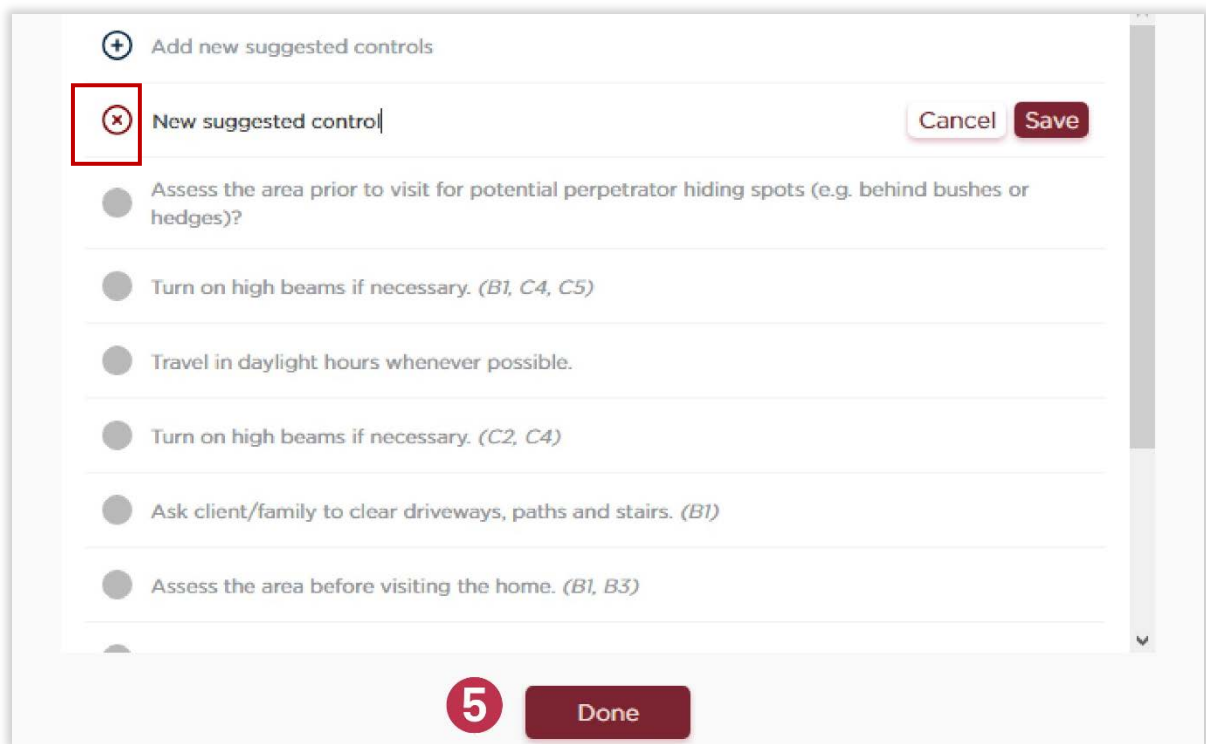 Add new suggested controls
New suggested control
Cancel
Save
Assess the area prior to visit for potential perpetrator hiding spots (e.g. behind bushes or
hedges)?
Turn on high beams if necessary. (B1, C4, C5)
Travel in daylight hours whenever possible.
Turn on high beams if necessary. (C2, C4)
Ask client/family to clear driveways, paths and stairs. (B1)
Assess the area before visiting the home. (B1, B3)
5
Done